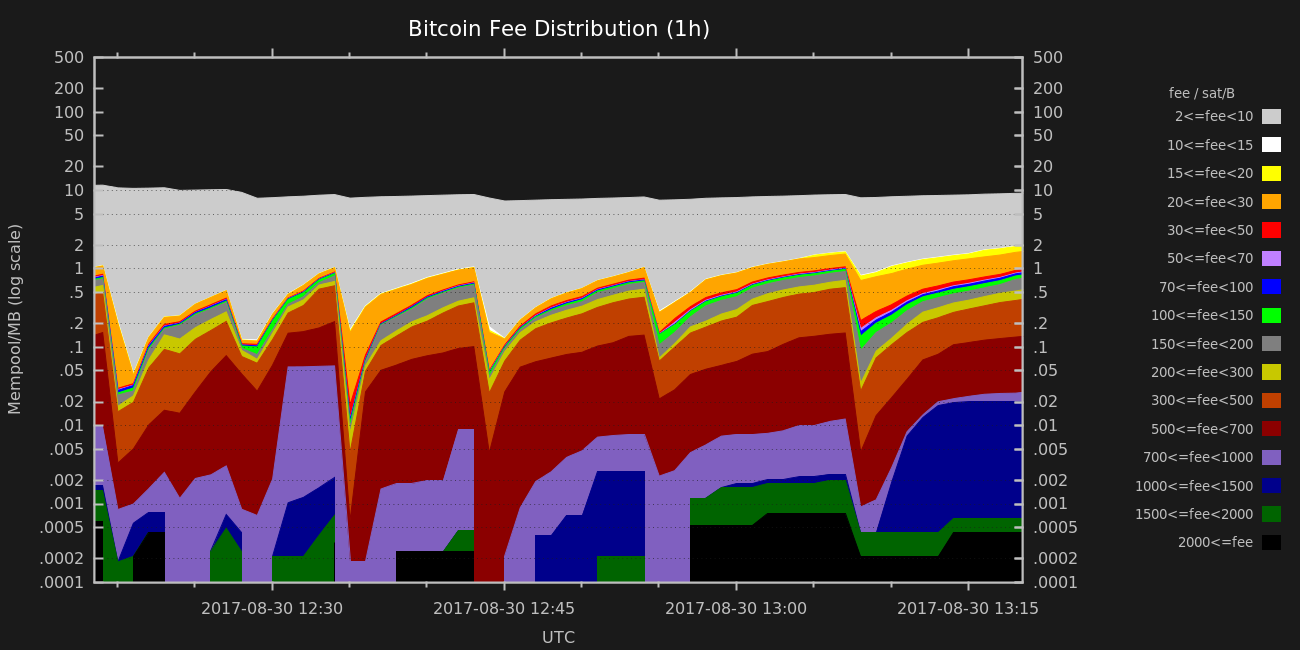 Bitcoin Fee Distribution (1h)
Mempool/MB (log scale)
500
200
100
50
20
10
5
2
1
.5
.2
.1
.05
.02
.01
.005
.002
.001
.0005
.0002
.0001
500
200
100
50
20
10
5
2
1
.5
.2
.1
.05
.02
.01
.005
.002
.001
.0005
.0002
.0001
2017-08-30 12:30
2017-08-30 12:45
2017-08-30 13:00
2017-08-30 13:15
UTC
fee / sat/B
2<=fee<10
10<=fee<15
15<=fee<20
20<=fee<30
30<=fee<50
50<=fee<70
70<=fee<100
100<=fee<150
150<=fee<200
200<=fee<300
300<=fee<500
500<=fee<700
700<=fee<1000
1000<=fee<1500
1500<=fee<2000
2000<=fee